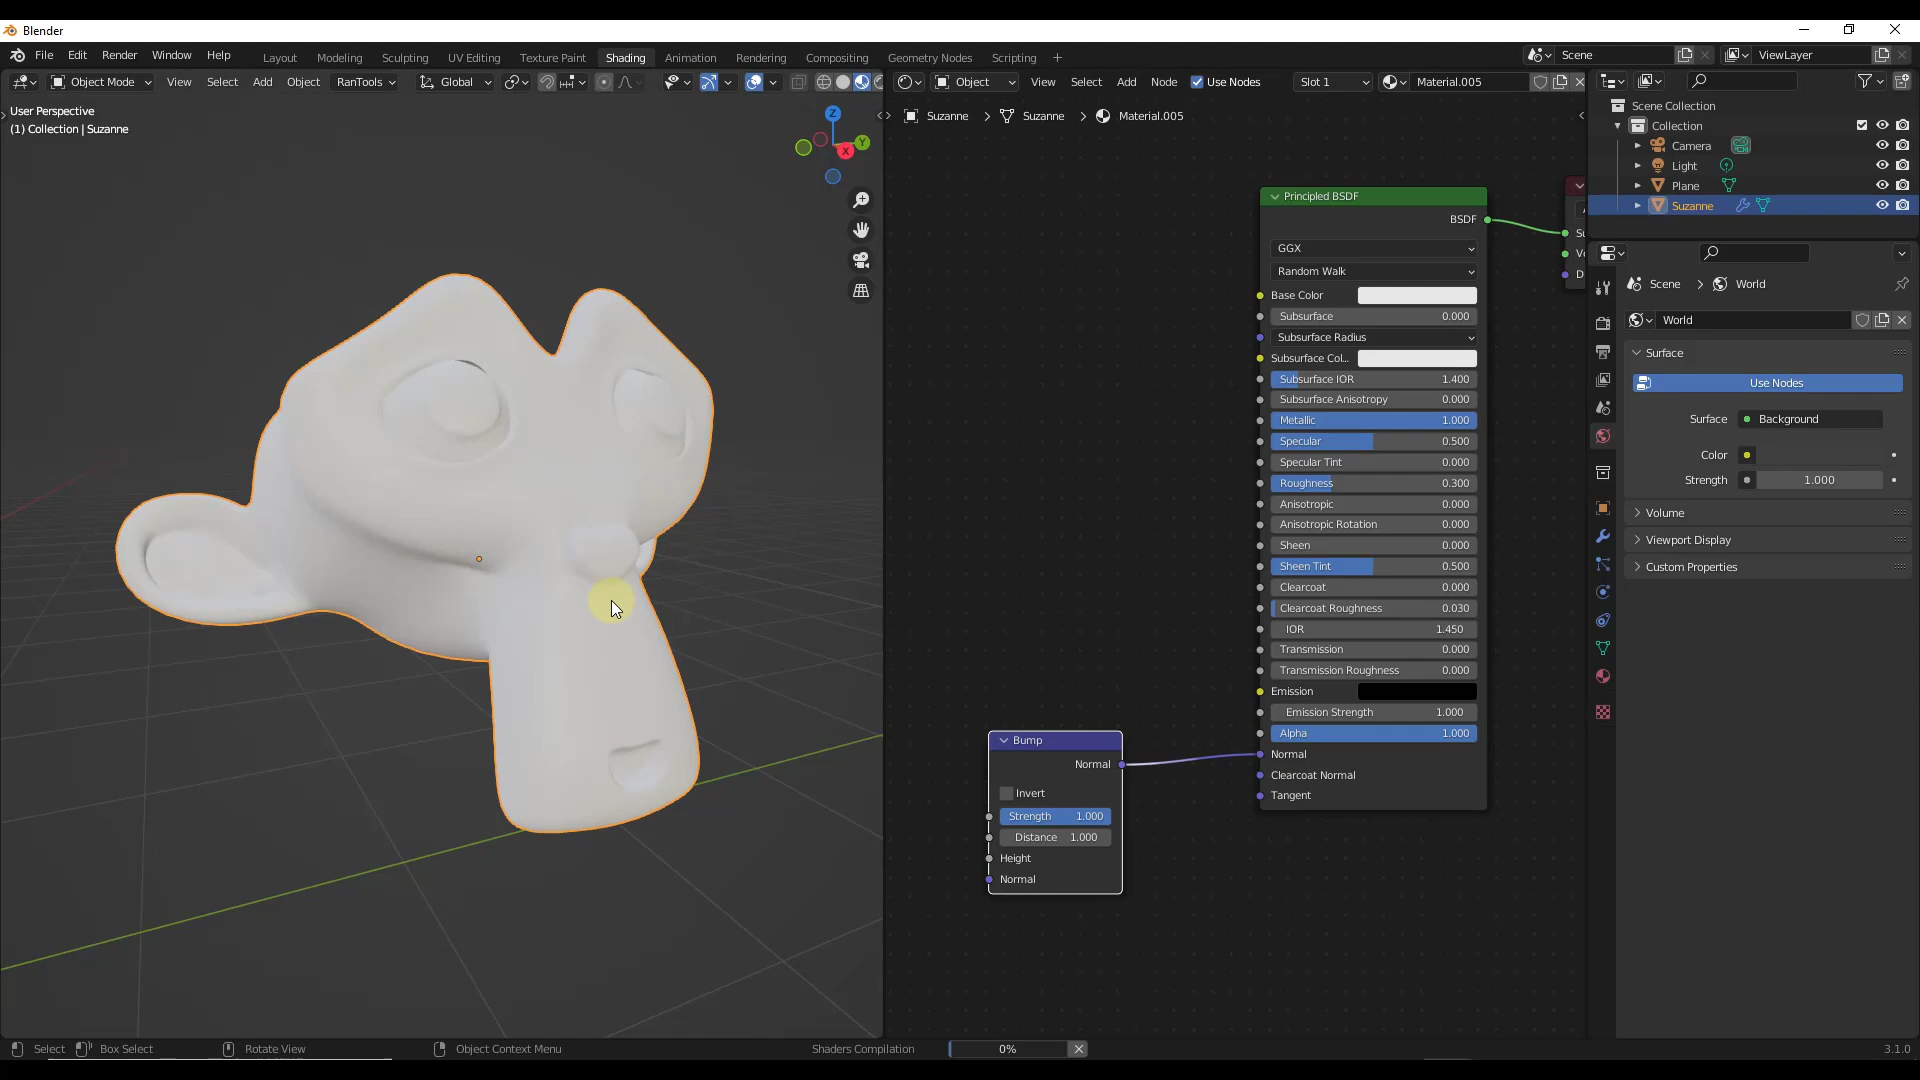 Blender
File Edit Render Window Help Layout Modeling Sculpting UV Editing Texture Paint Shading Animation Rendering Compositing Geometry Nodes Scripting + Scene ViewLayer
Object Mode View Select Add Object RanTools Global Object View Select Add Node Use Nodes Slot 1 Material.005
User Perspective
(1) Collection | Suzanne
Z
Y
X
Suzanne > Suzanne > Material.005
Principled BSDF
BSDF
GGX
Random Walk
Base Color
Subsurface 0.000
Subsurface Radius
Subsurface Col...
Subsurface IOR 1.400
Subsurface Anisotropy 0.000
Metallic 1.000
Specular 0.500
Specular Tint 0.000
Roughness 0.300
Anisotropic 0.000
Anisotropic Rotation 0.000
Sheen 0.000
Sheen Tint 0.500
Clearcoat 0.000
Clearcoat Roughness 0.030
IOR 1.450
Transmission 0.000
Transmission Roughness 0.000
Emission
Emission Strength 1.000
Alpha 1.000
Normal
Clearcoat Normal
Tangent
Bump
Normal
Invert
Strength 1.000
Distance 1.000
Height
Normal
Scene Collection
Collection
Camera
Light
Plane
Suzanne
Scene > World
World
Surface
Use Nodes
Surface Background
Color
Strength 1.000
Volume
Viewport Display
Custom Properties
Select Box Select Rotate View Object Context Menu Shaders Compilation 0% 3.1.0